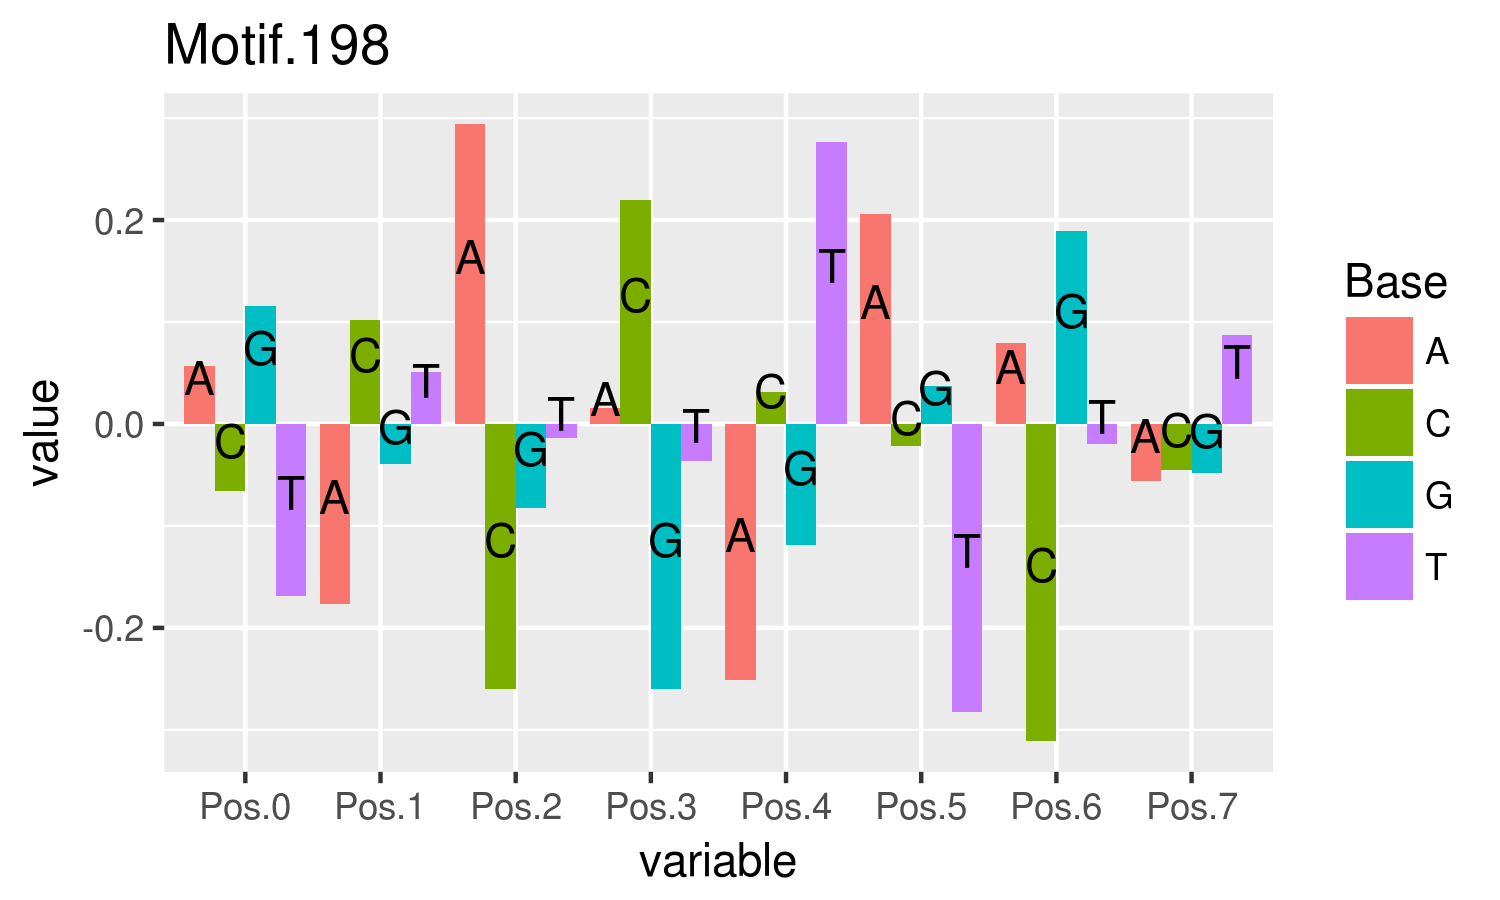 Motif.198
value
0.2
0.0
-0.2
A C G T
A C G T
A C G T
A C G T
A C G T
A C G T
A C G T
A C G T
Pos.0 Pos.1 Pos.2 Pos.3 Pos.4 Pos.5 Pos.6 Pos.7
variable
Base
A
C
G
T